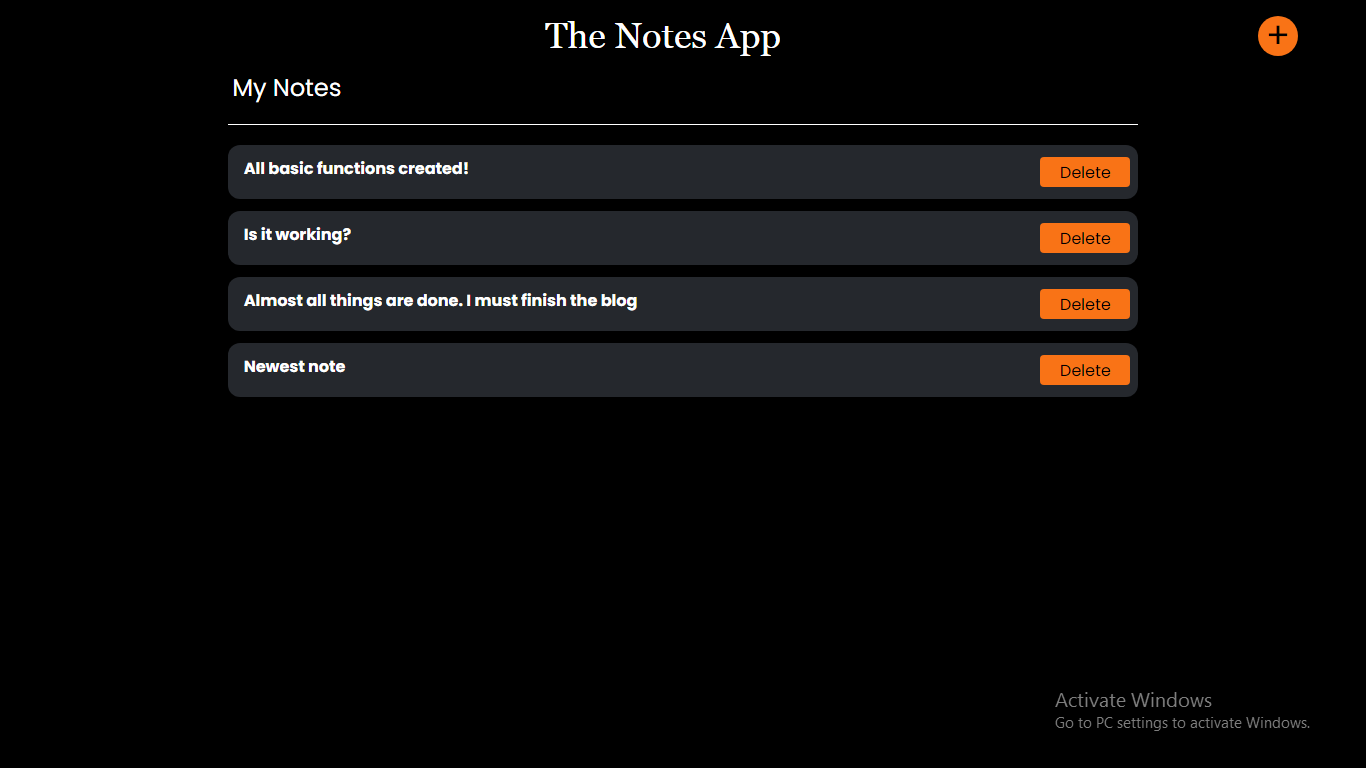 The Notes App
+
My Notes
All basic functions created!
Delete
Is it working?
Delete
Almost all things are done. I must finish the blog
Delete
Newest note
Delete
Activate Windows
Go to PC settings to activate Windows.